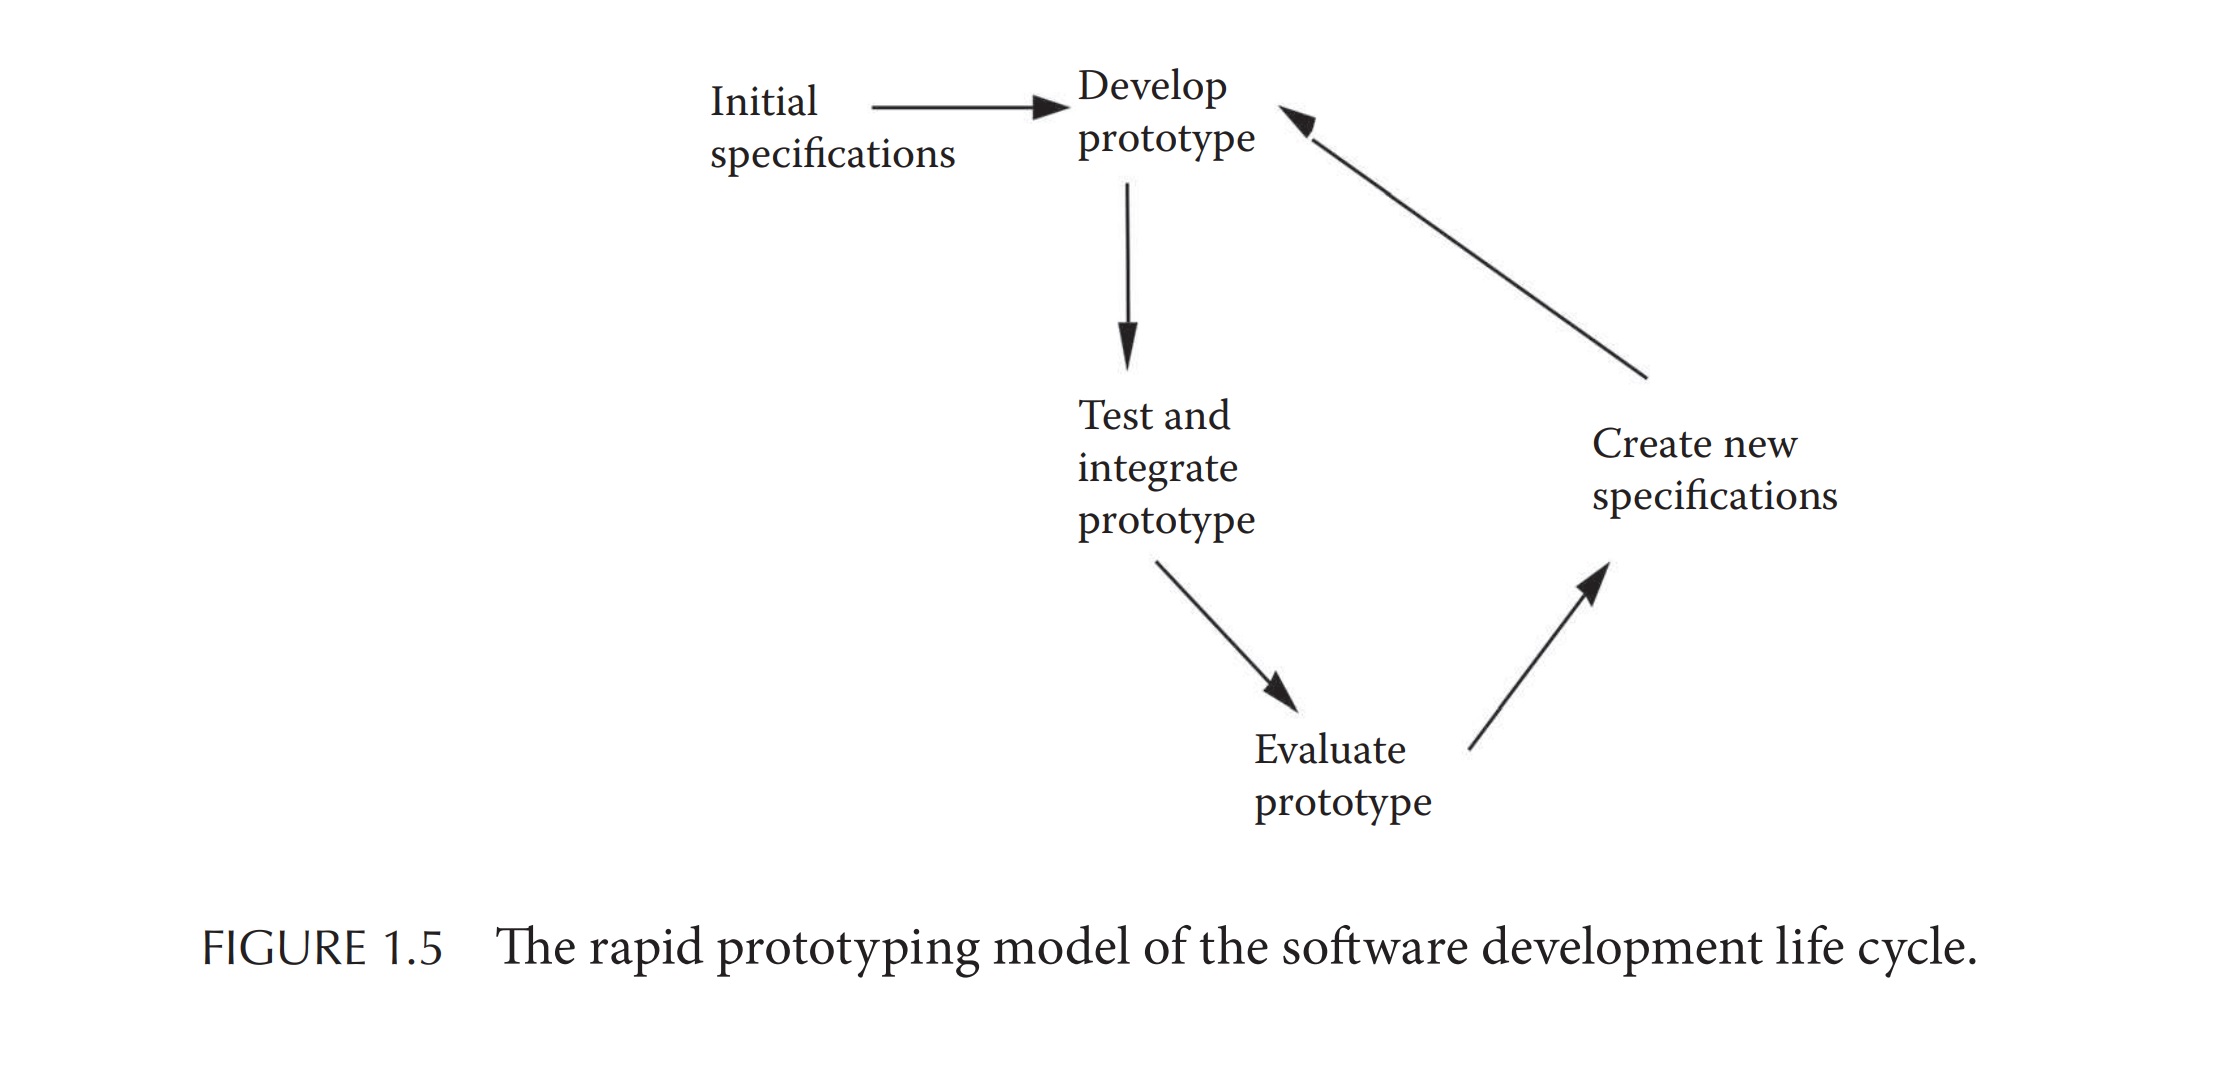 Initial
specifications
Develop
prototype
Test and
integrate
prototype
Evaluate
prototype
Create new
specifications
FIGURE 1.5 The rapid prototyping model of the software development life cycle.